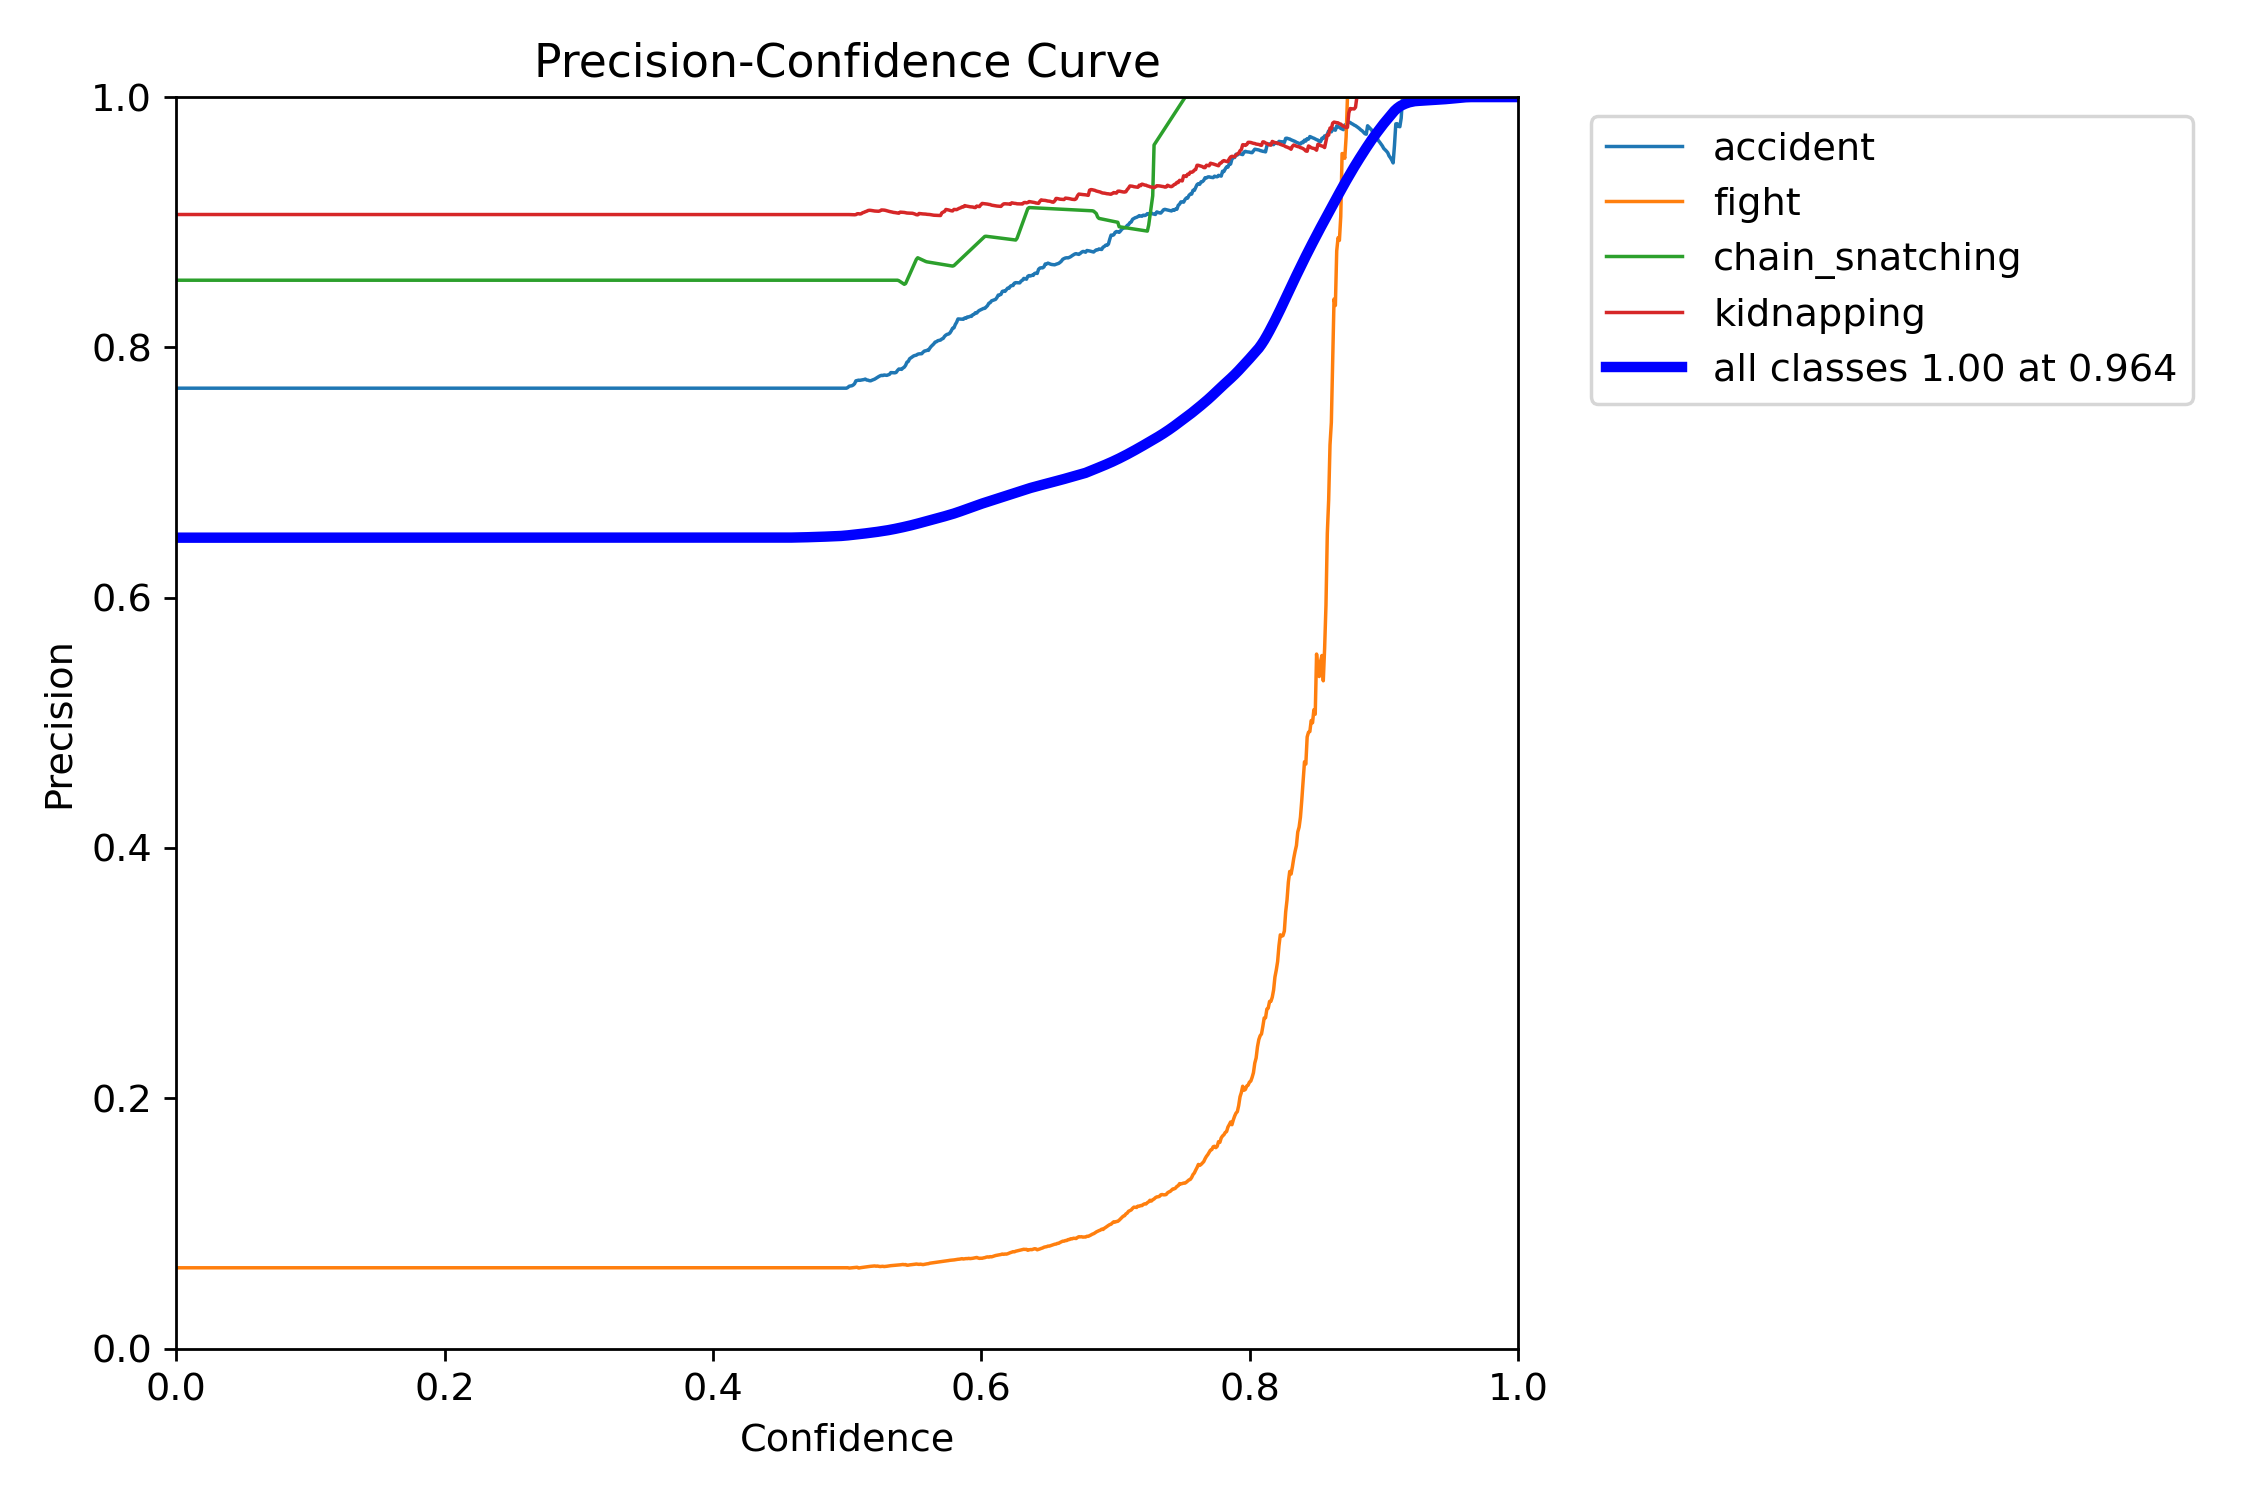 Precision-Confidence Curve
1.0
0.8
0.6
0.4
0.2
0.0
Precision
0.0 0.2 0.4 0.6 0.8 1.0
Confidence
accident
fight
chain_snatching
kidnapping
all classes 1.00 at 0.964